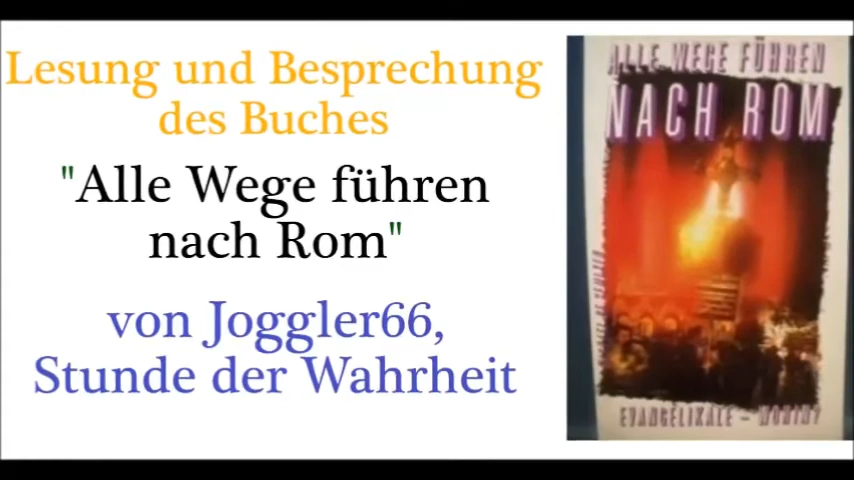 Lesung und Besprechung
des Buches
"Alle Wege führen
nach Rom"
von Joggler66,
Stunde der Wahrheit
ALLE WEGE FÜHREN
NACH ROM
EVANGELIKALE – WOHIN?